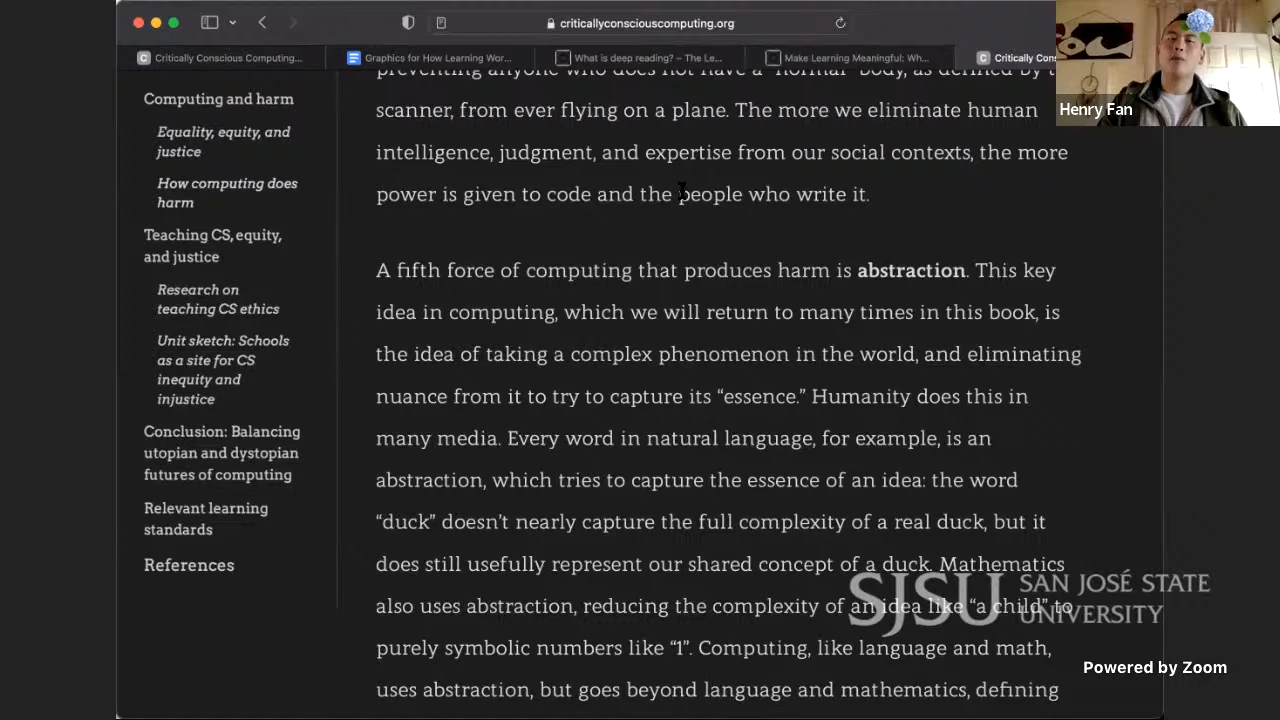 criticallyconsciouscomputing.org
Critically Conscious Computing...
Graphics for How Learning Wor...
What is deep reading? – The Le...
Make Learning Meaningful: Wh...
Critically Cons
Henry Fan
Computing and harm
Equality, equity, and
justice
How computing does
harm
Teaching CS, equity,
and justice
Research on
teaching CS ethics
Unit sketch: Schools
as a site for CS
inequity and
injustice
Conclusion: Balancing
utopian and dystopian
futures of computing
Relevant learning
standards
References
preventing anyone who does not have a “normal” body, as defined by t
scanner, from ever flying on a plane. The more we eliminate human
intelligence, judgment, and expertise from our social contexts, the more
power is given to code and the people who write it.
A fifth force of computing that produces harm is abstraction. This key
idea in computing, which we will return to many times in this book, is
the idea of taking a complex phenomenon in the world, and eliminating
nuance from it to try to capture its “essence.” Humanity does this in
many media. Every word in natural language, for example, is an
abstraction, which tries to capture the essence of an idea: the word
“duck” doesn’t nearly capture the full complexity of a real duck, but it
does still usefully represent our shared concept of a duck. Mathematics
also uses abstraction, reducing the complexity of an idea like “a child” to
purely symbolic numbers like “1”. Computing, like language and math,
uses abstraction, but goes beyond language and mathematics, defining
SJSU SAN JOSÉ STATE
UNIVERSITY
Powered by Zoom